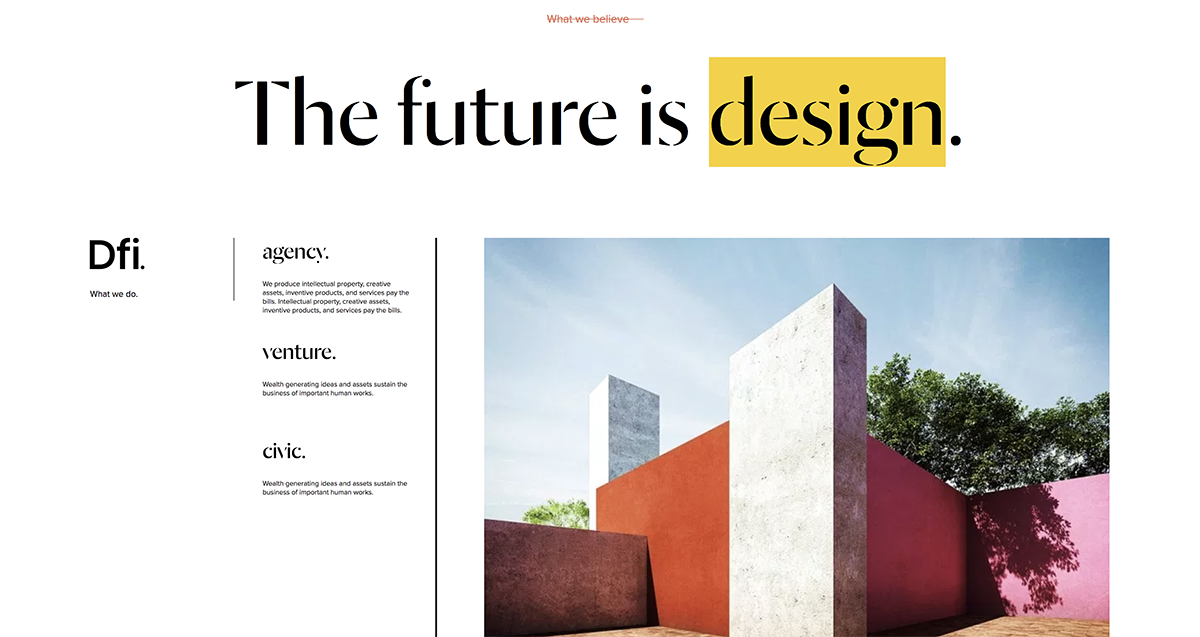 What we believe
The future is design.
Dfi.
What we do.
agency.
We produce intellectual property, creative
assets, inventive products, and services pay the
bills. Intellectual property, creative assets,
inventive products, and services pay the bills.
venture.
Wealth generating ideas and assets sustain the
business of important human works.
civic.
Wealth generating ideas and assets sustain the
business of important human works.